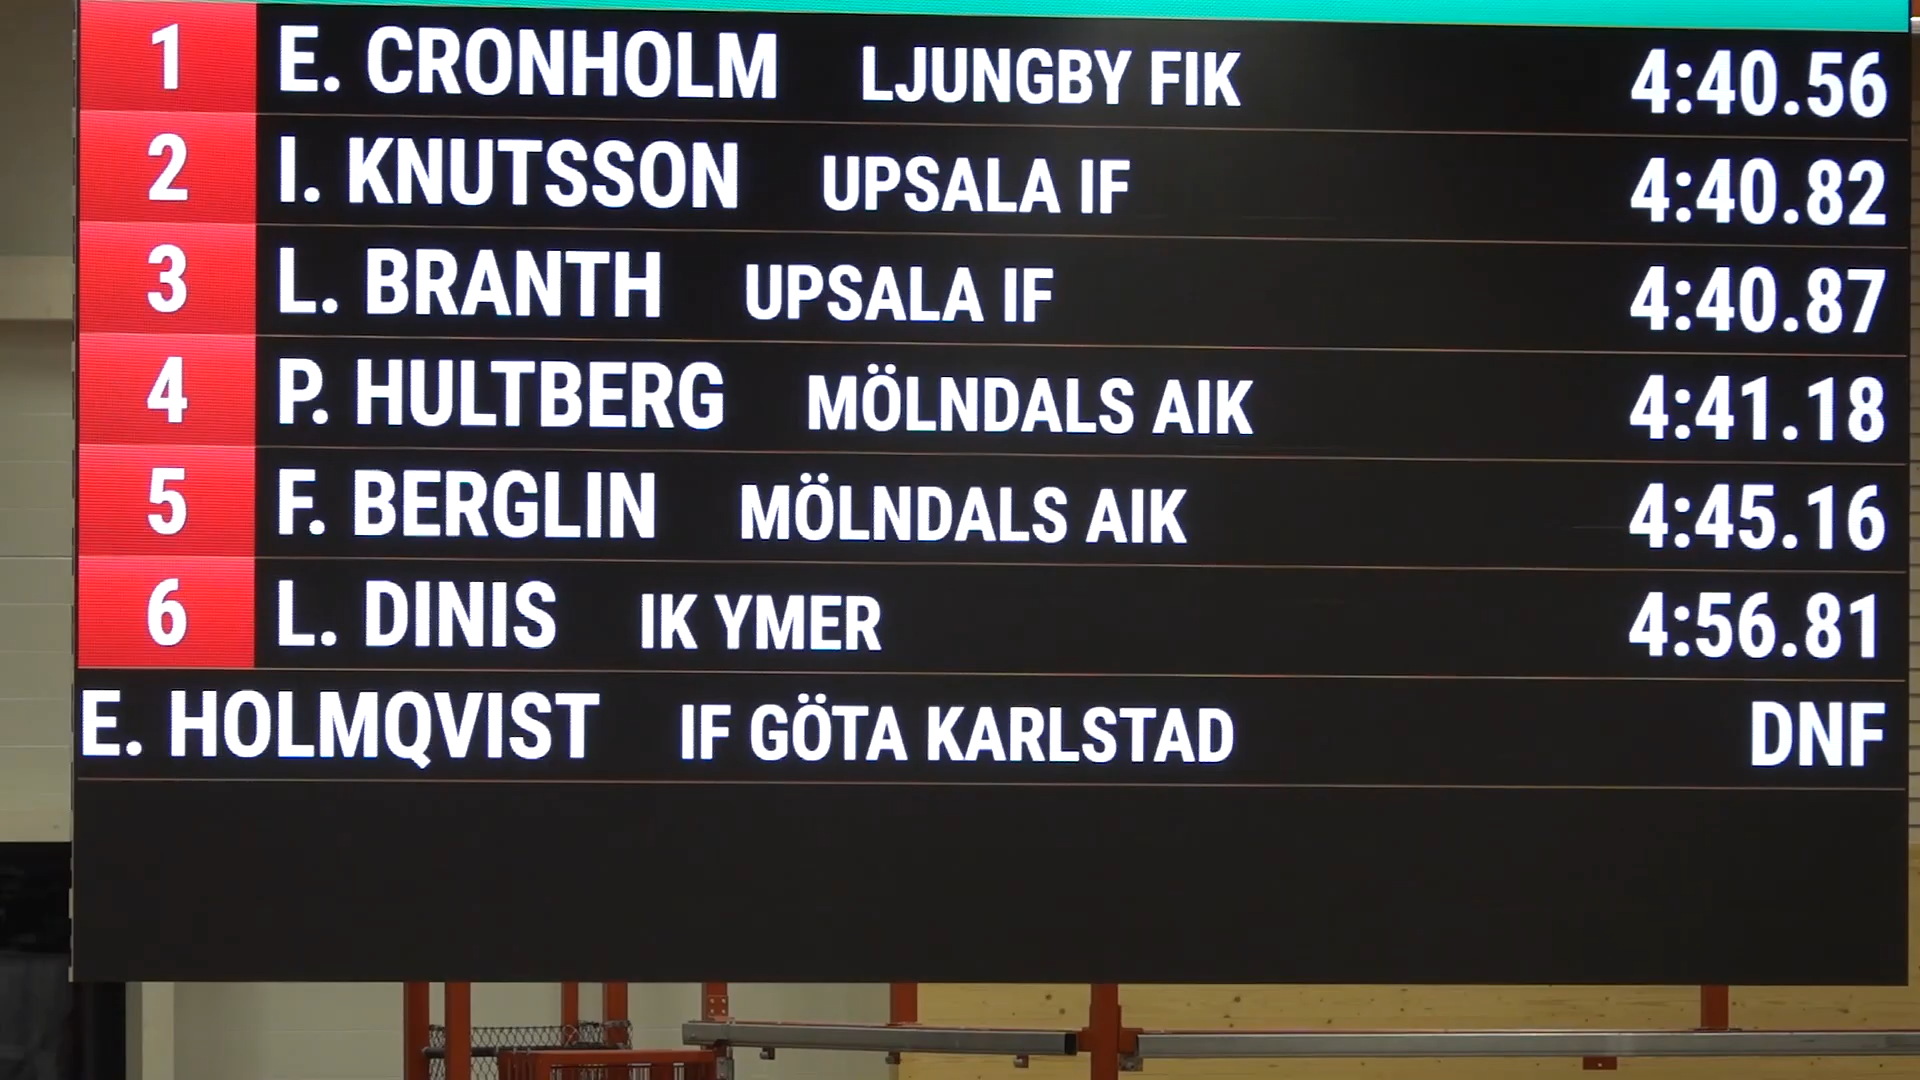 1 E. CRONHOLM LJUNGBY FIK 4:40.56
2 I. KNUTSSON UPSALA IF 4:40.82
3 L. BRANTH UPSALA IF 4:40.87
4 P. HULTBERG MÖLNDALS AIK 4:41.18
5 F. BERGLIN MÖLNDALS AIK 4:45.16
6 L. DINIS IK YMER 4:56.81
E. HOLMQVIST IF GÖTA KARLSTAD DNF